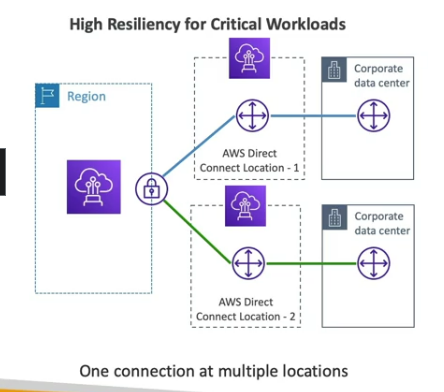 High Resiliency for Critical Workloads
Region
AWS Direct
Connect Location - 1
Corporate
data center
AWS Direct
Connect Location - 2
Corporate
data center
One connection at multiple locations